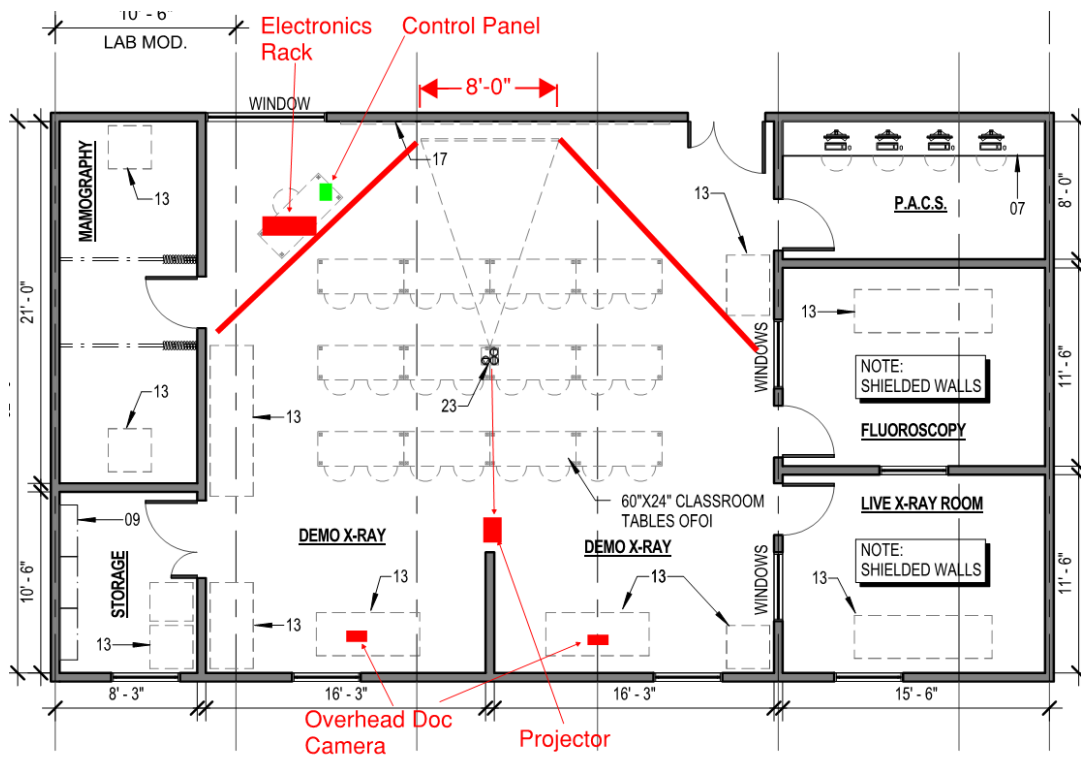 10' - 6"
LAB MOD.
Electronics
Rack
Control Panel
8'-0"
WINDOW
17
MAMOGRAPHY
13
13
P.A.C.S.
07
8' - 0"
13
21' - 0"
13
WINDOWS
NOTE:
SHIELDED WALLS
11' - 6"
FLUOROSCOPY
13
13
23
60"X24" CLASSROOM
TABLES OFOI
09
STORAGE
10' - 6"
DEMO X-RAY
DEMO X-RAY
LIVE X-RAY ROOM
NOTE:
SHIELDED WALLS
WINDOWS
11' - 6"
13
13
13
13
13
8' - 3"
16' - 3"
16' - 3"
15' - 6"
Overhead Doc
Camera
Projector